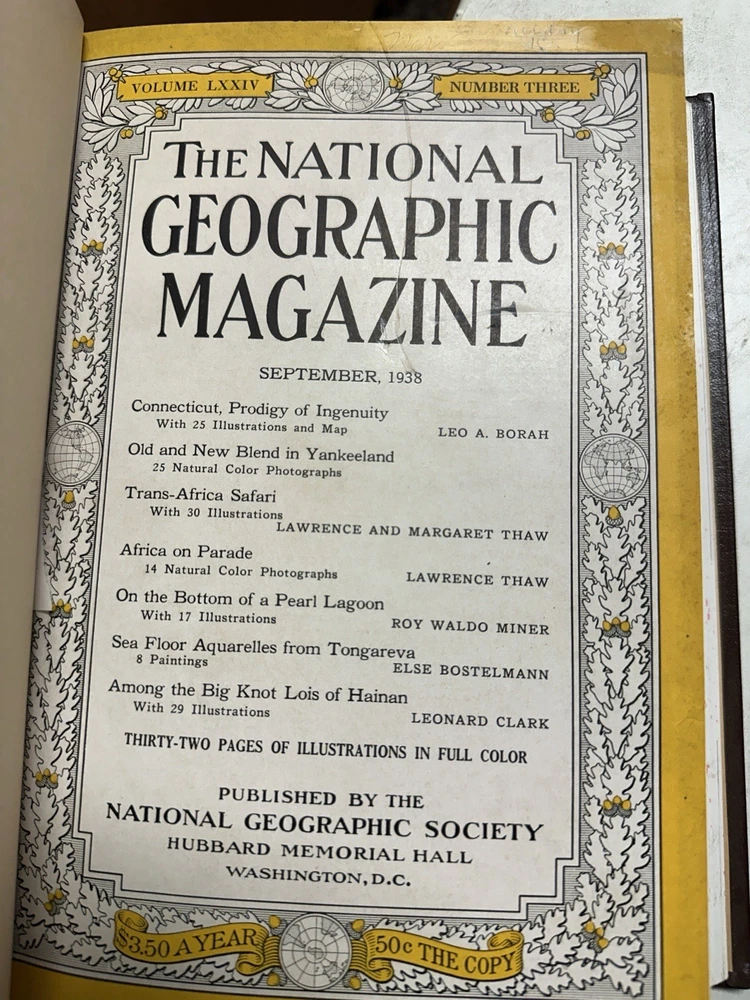 VOLUME LXXIV
NUMBER THREE
THE NATIONAL
GEOGRAPHIC
MAGAZINE
SEPTEMBER, 1938
Connecticut, Prodigy of Ingenuity
With 25 Illustrations and Map
LEO A. BORAH
Old and New Blend in Yankeeland
25 Natural Color Photographs
Trans-Africa Safari
With 30 Illustrations
LAWRENCE AND MARGARET THAW
Africa on Parade
14 Natural Color Photographs
LAWRENCE THAW
On the Bottom of a Pearl Lagoon
With 17 Illustrations
ROY WALDO MINER
Sea Floor Aquarelles from Tongareva
8 Paintings
ELSE BOSTELMANN
Among the Big Knot Lois of Hainan
With 29 Illustrations
LEONARD CLARK
THIRTY-TWO PAGES OF ILLUSTRATIONS IN FULL COLOR
PUBLISHED BY THE
NATIONAL GEOGRAPHIC SOCIETY
HUBBARD MEMORIAL HALL
WASHINGTON, D.C.
$3.50 A YEAR
50c THE COPY